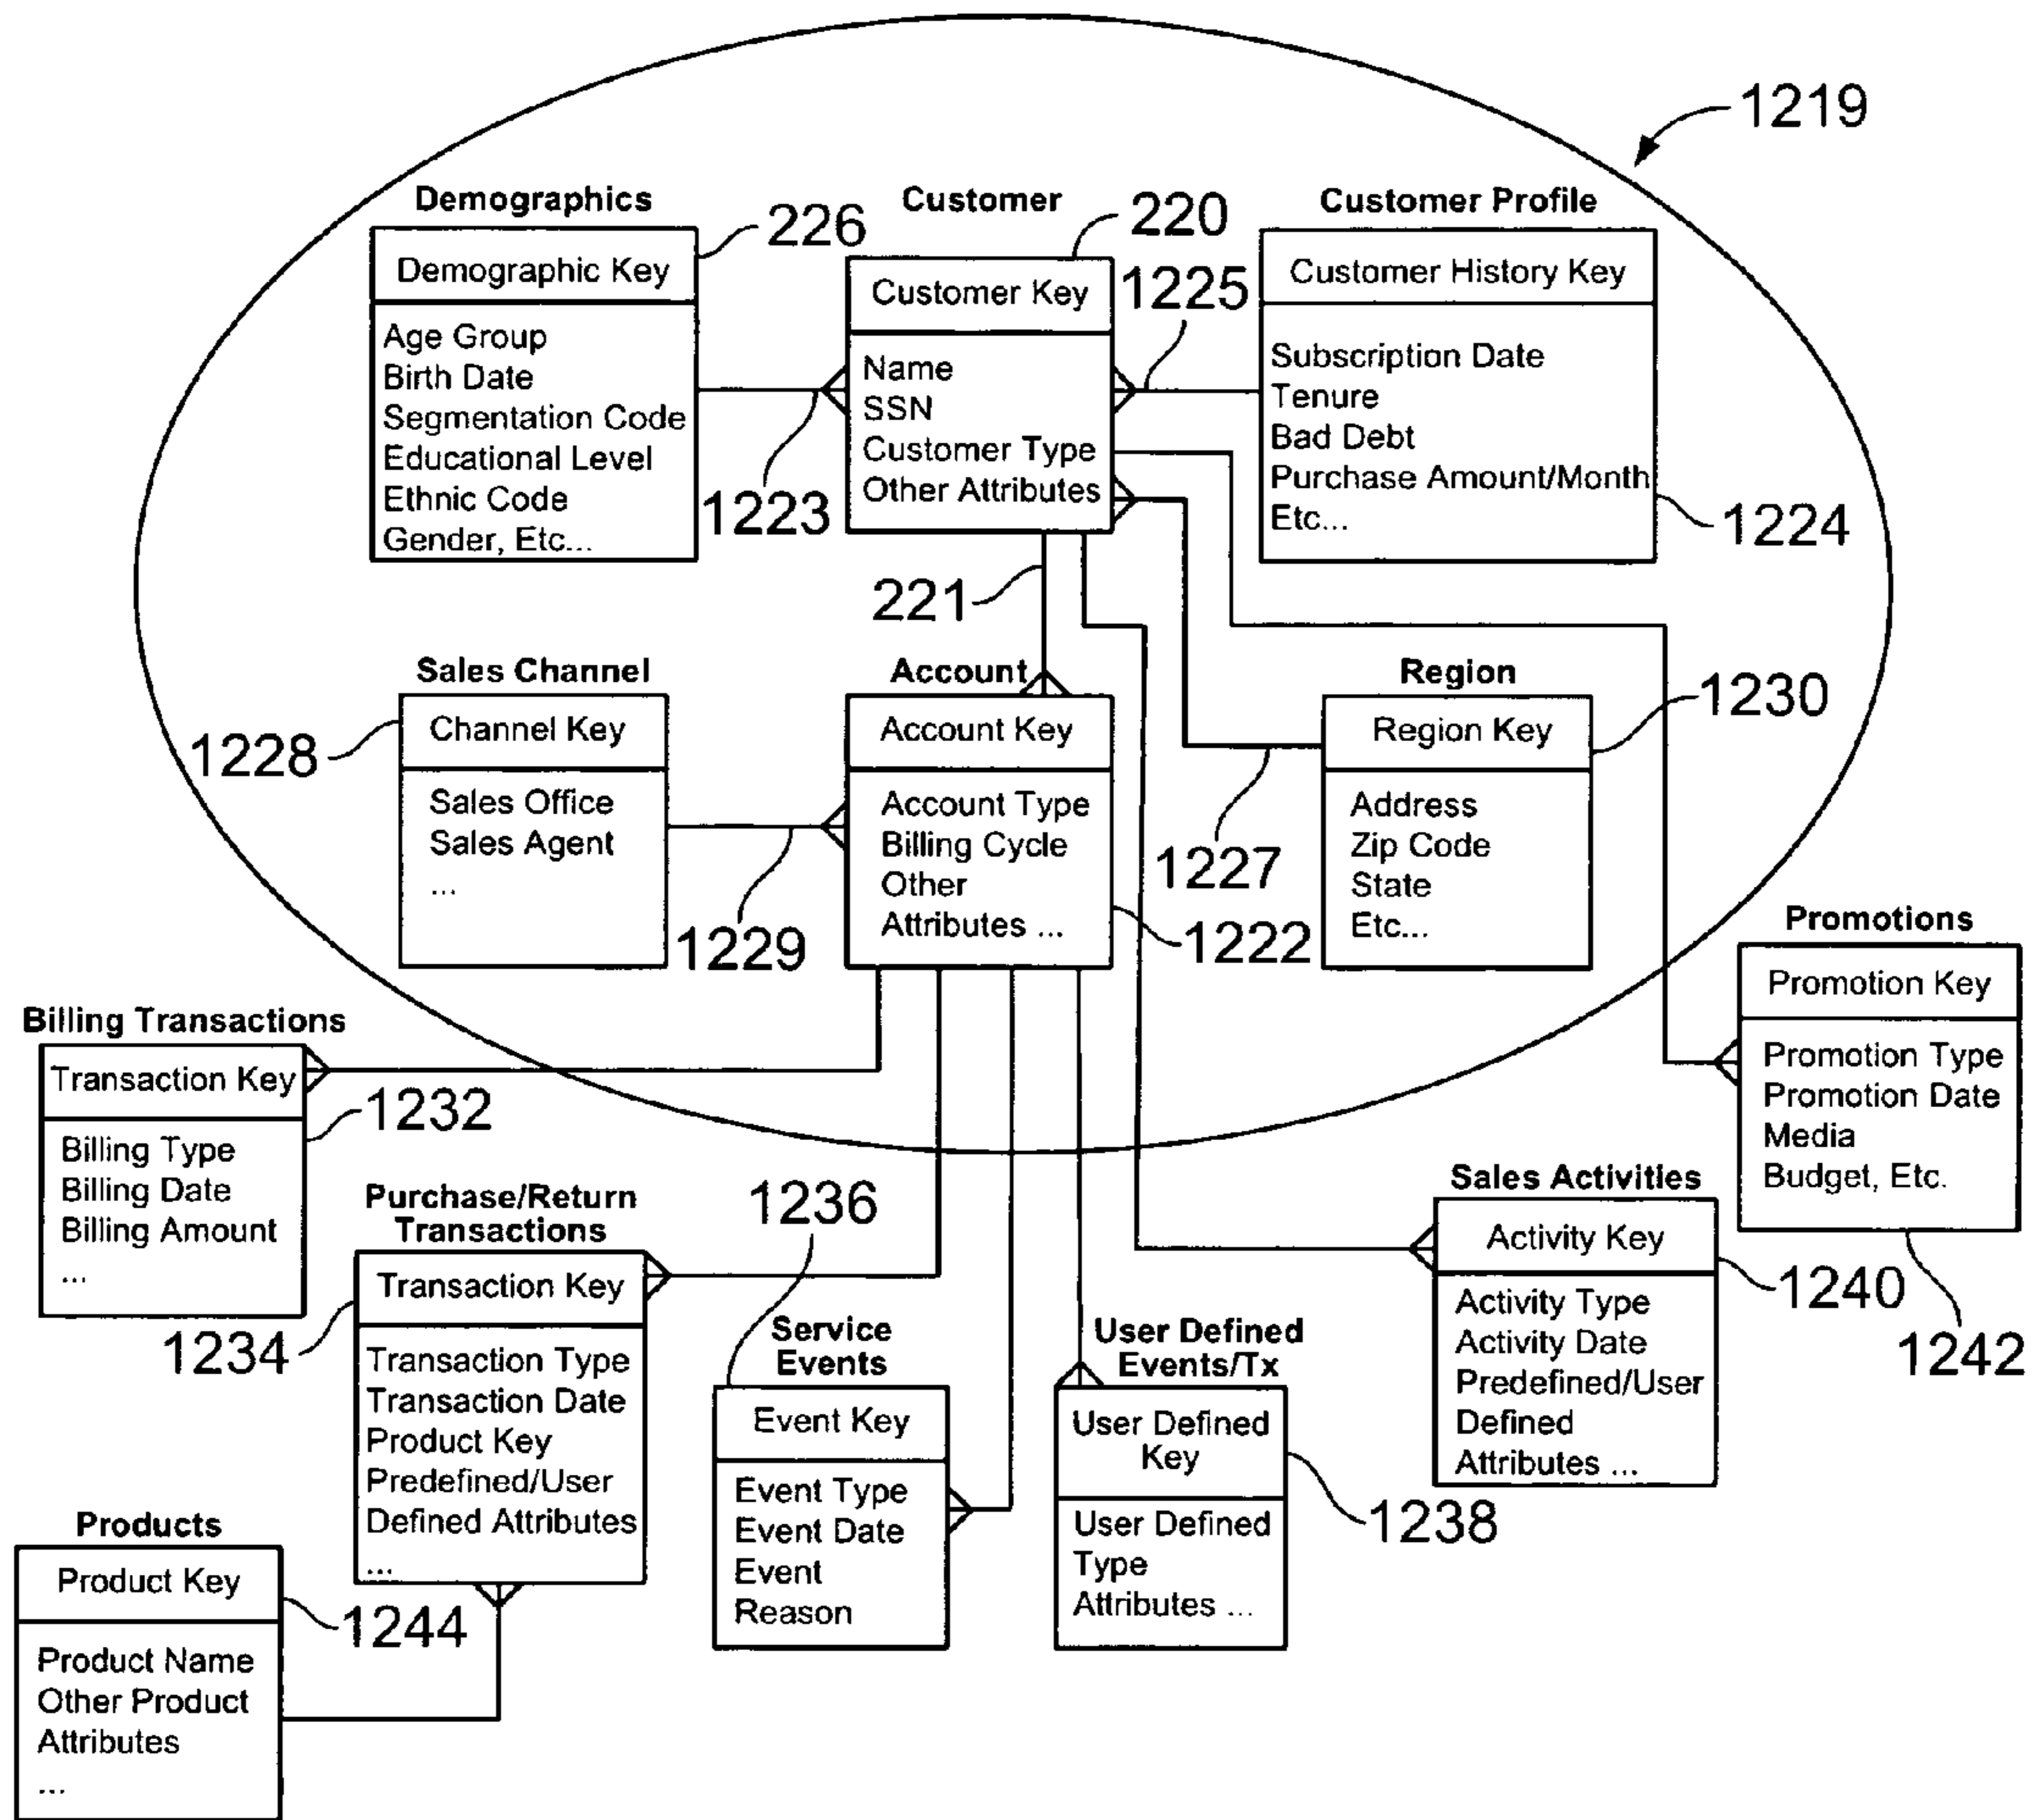 1219
Demographics
226
Demographic Key
Age Group
Birth Date
Segmentation Code
Educational Level
Ethnic Code
Gender, Etc...
1223
Customer
220
Customer Key
Name
SSN
Customer Type
Other Attributes
1225
Customer Profile
Customer History Key
Subscription Date
Tenure
Bad Debt
Purchase Amount/Month
Etc...
1224
221
Sales Channel
1228
Channel Key
Sales Office
Sales Agent
...
1229
Account
Account Key
Account Type
Billing Cycle
Other
Attributes ...
1222
1227
Region
1230
Region Key
Address
Zip Code
State
Etc...
Promotions
Promotion Key
Promotion Type
Promotion Date
Media
Budget, Etc.
1242
Billing Transactions
Transaction Key
1232
Billing Type
Billing Date
Billing Amount
...
Purchase/Return
Transactions
1234
Transaction Key
Transaction Type
Transaction Date
Product Key
Predefined/User
Defined Attributes
...
1236
Service
Events
Event Key
Event Type
Event Date
Event
Reason
User Defined
Events/Tx
User Defined
Key
1238
User Defined
Type
Attributes ...
Sales Activities
Activity Key
1240
Activity Type
Activity Date
Predefined/User
Defined
Attributes ...
Products
Product Key
1244
Product Name
Other Product
Attributes
...